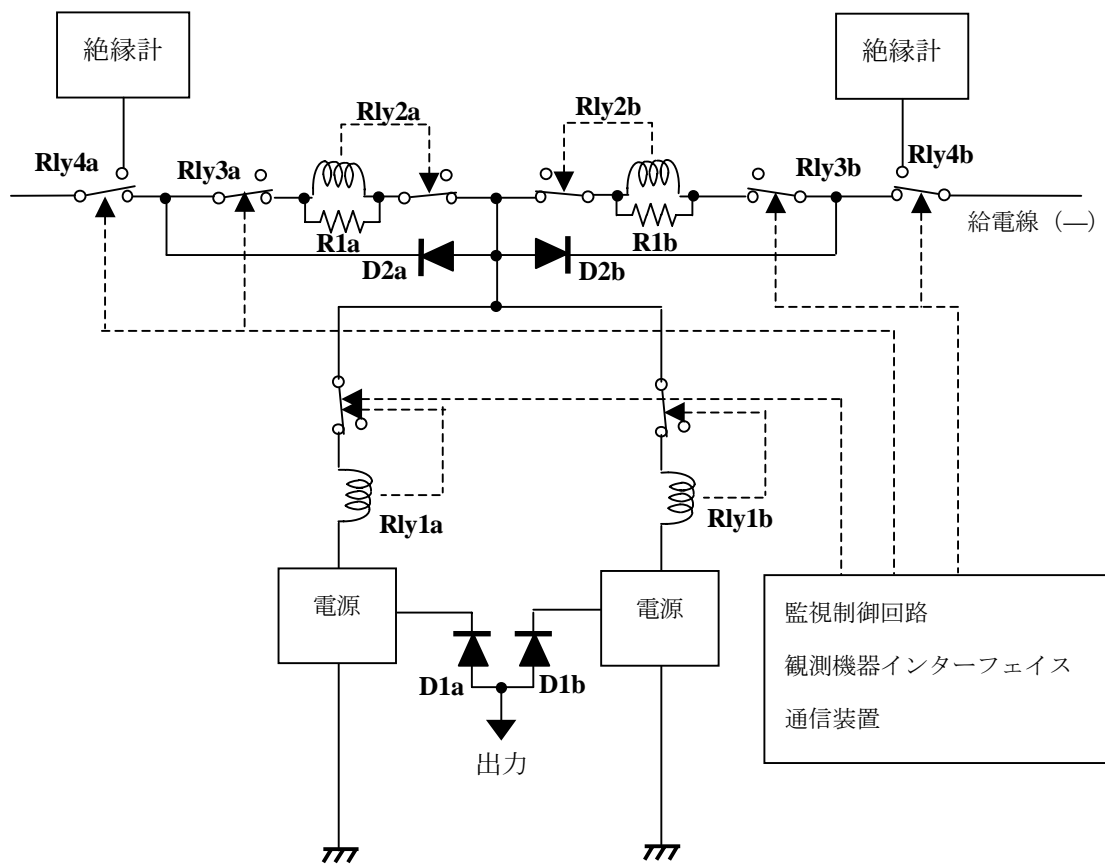 絶縁計
絶縁計
Rly2a
Rly2b
Rly4a
Rly3a
Rly3b
Rly4b
R1a
R1b
給電線（―）
D2a
D2b
Rly1a
Rly1b
電源
電源
監視制御回路
観測機器インターフェイス
通信装置
D1a
D1b
出力